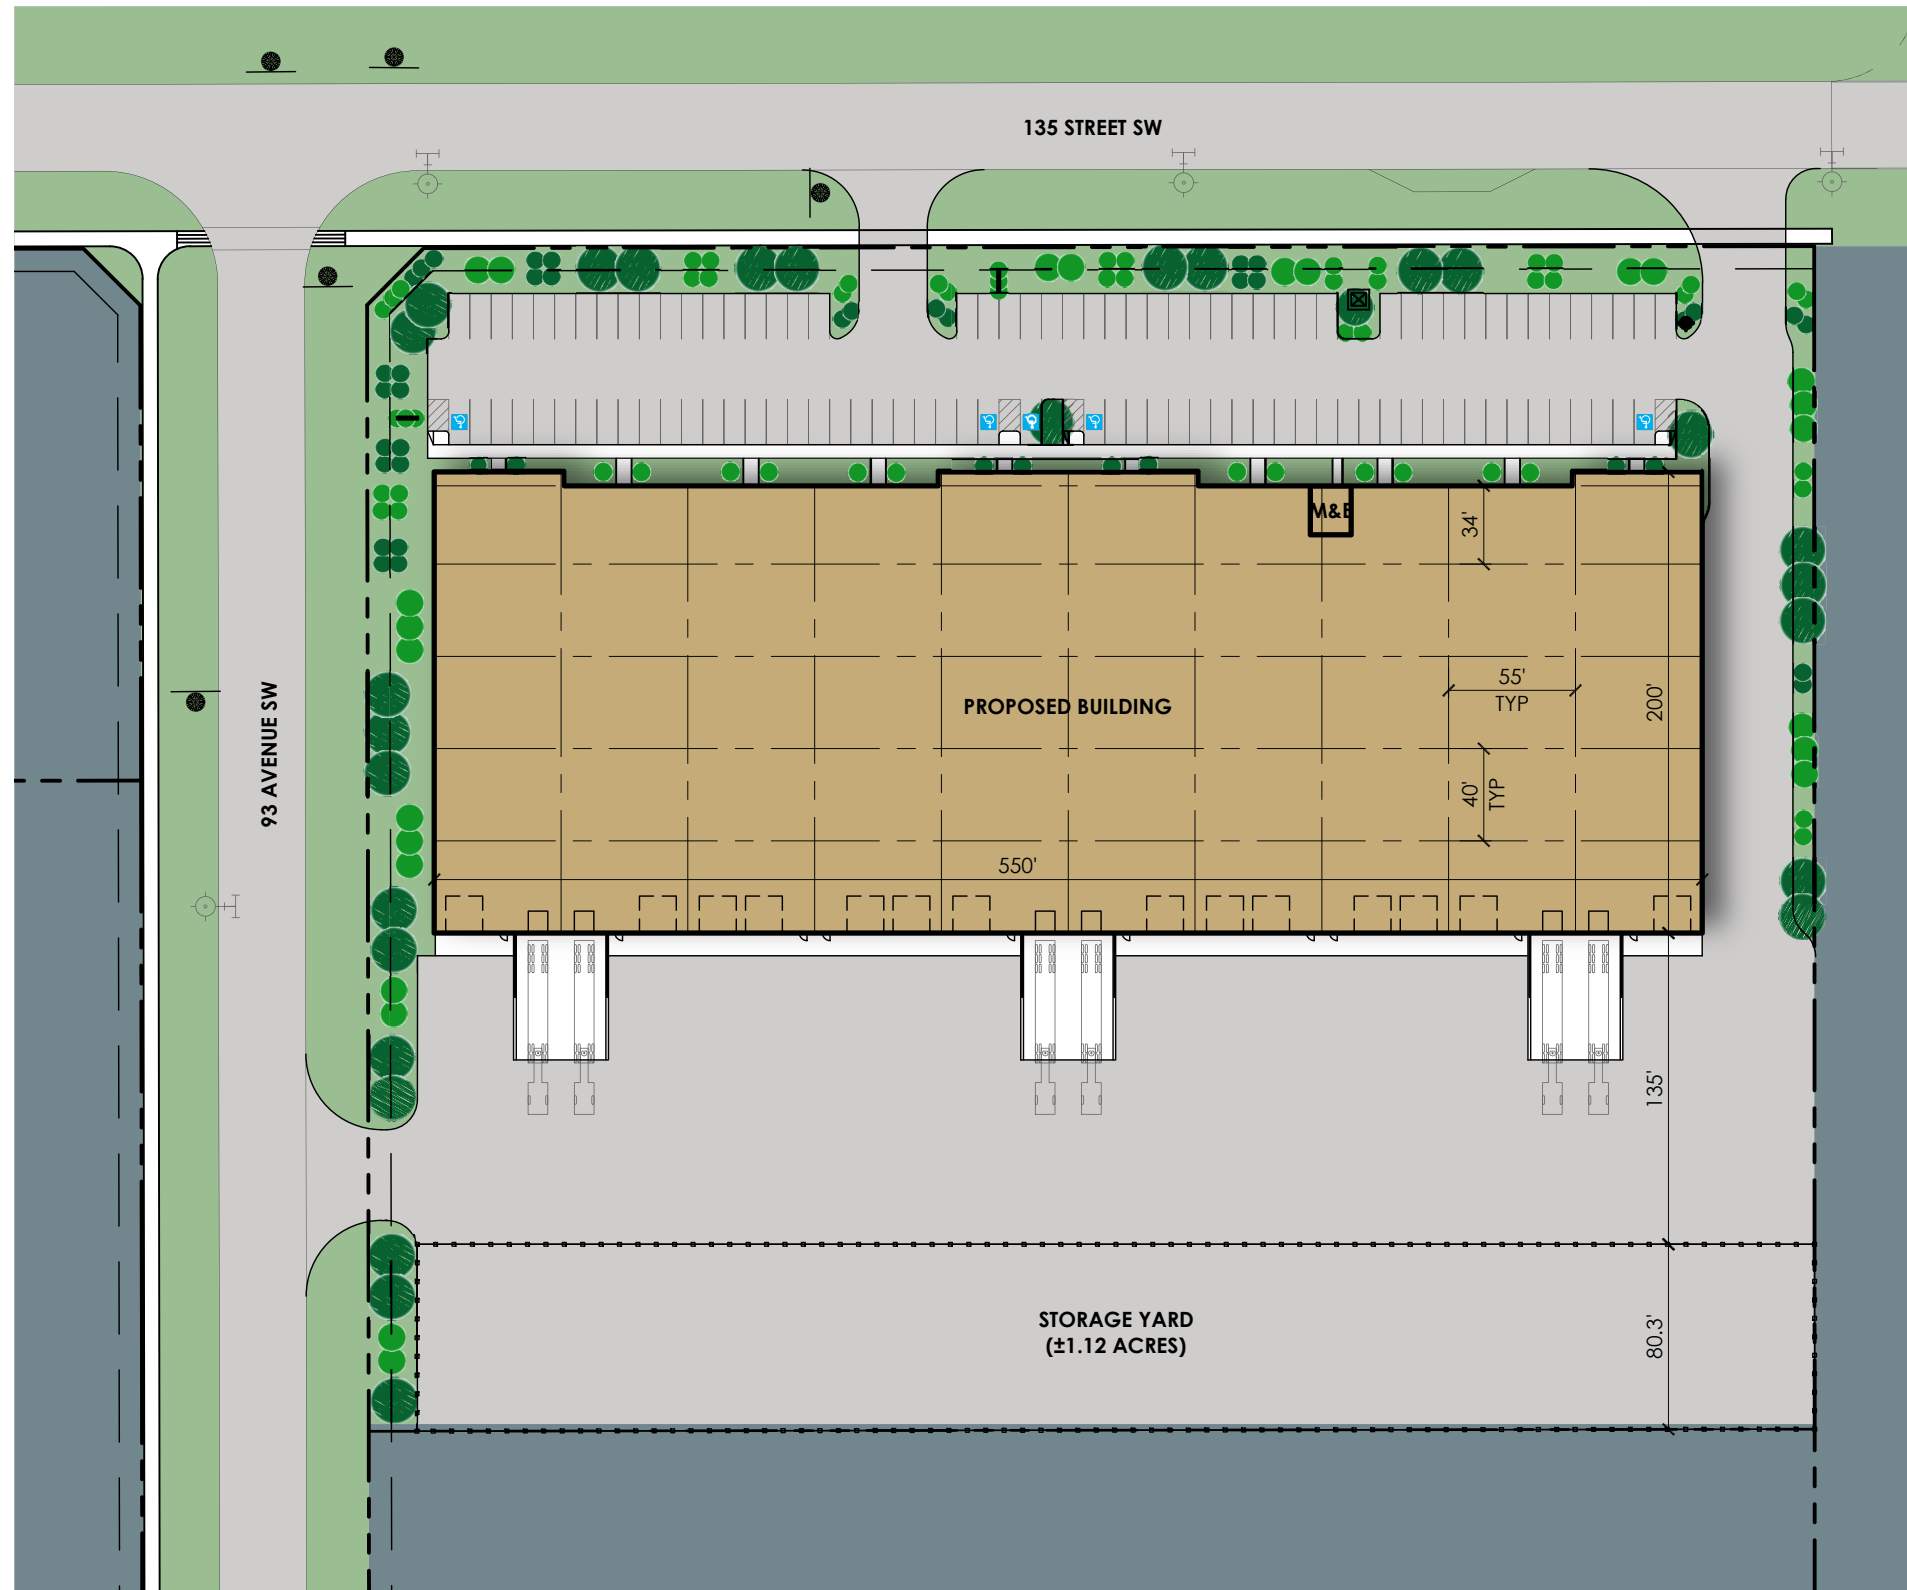 135 STREET SW
M&E
34'
55'
TYP
200'
PROPOSED BUILDING
93 AVENUE SW
40'
TYP
550'
135'
STORAGE YARD
(±1.12 ACRES)
80.3'